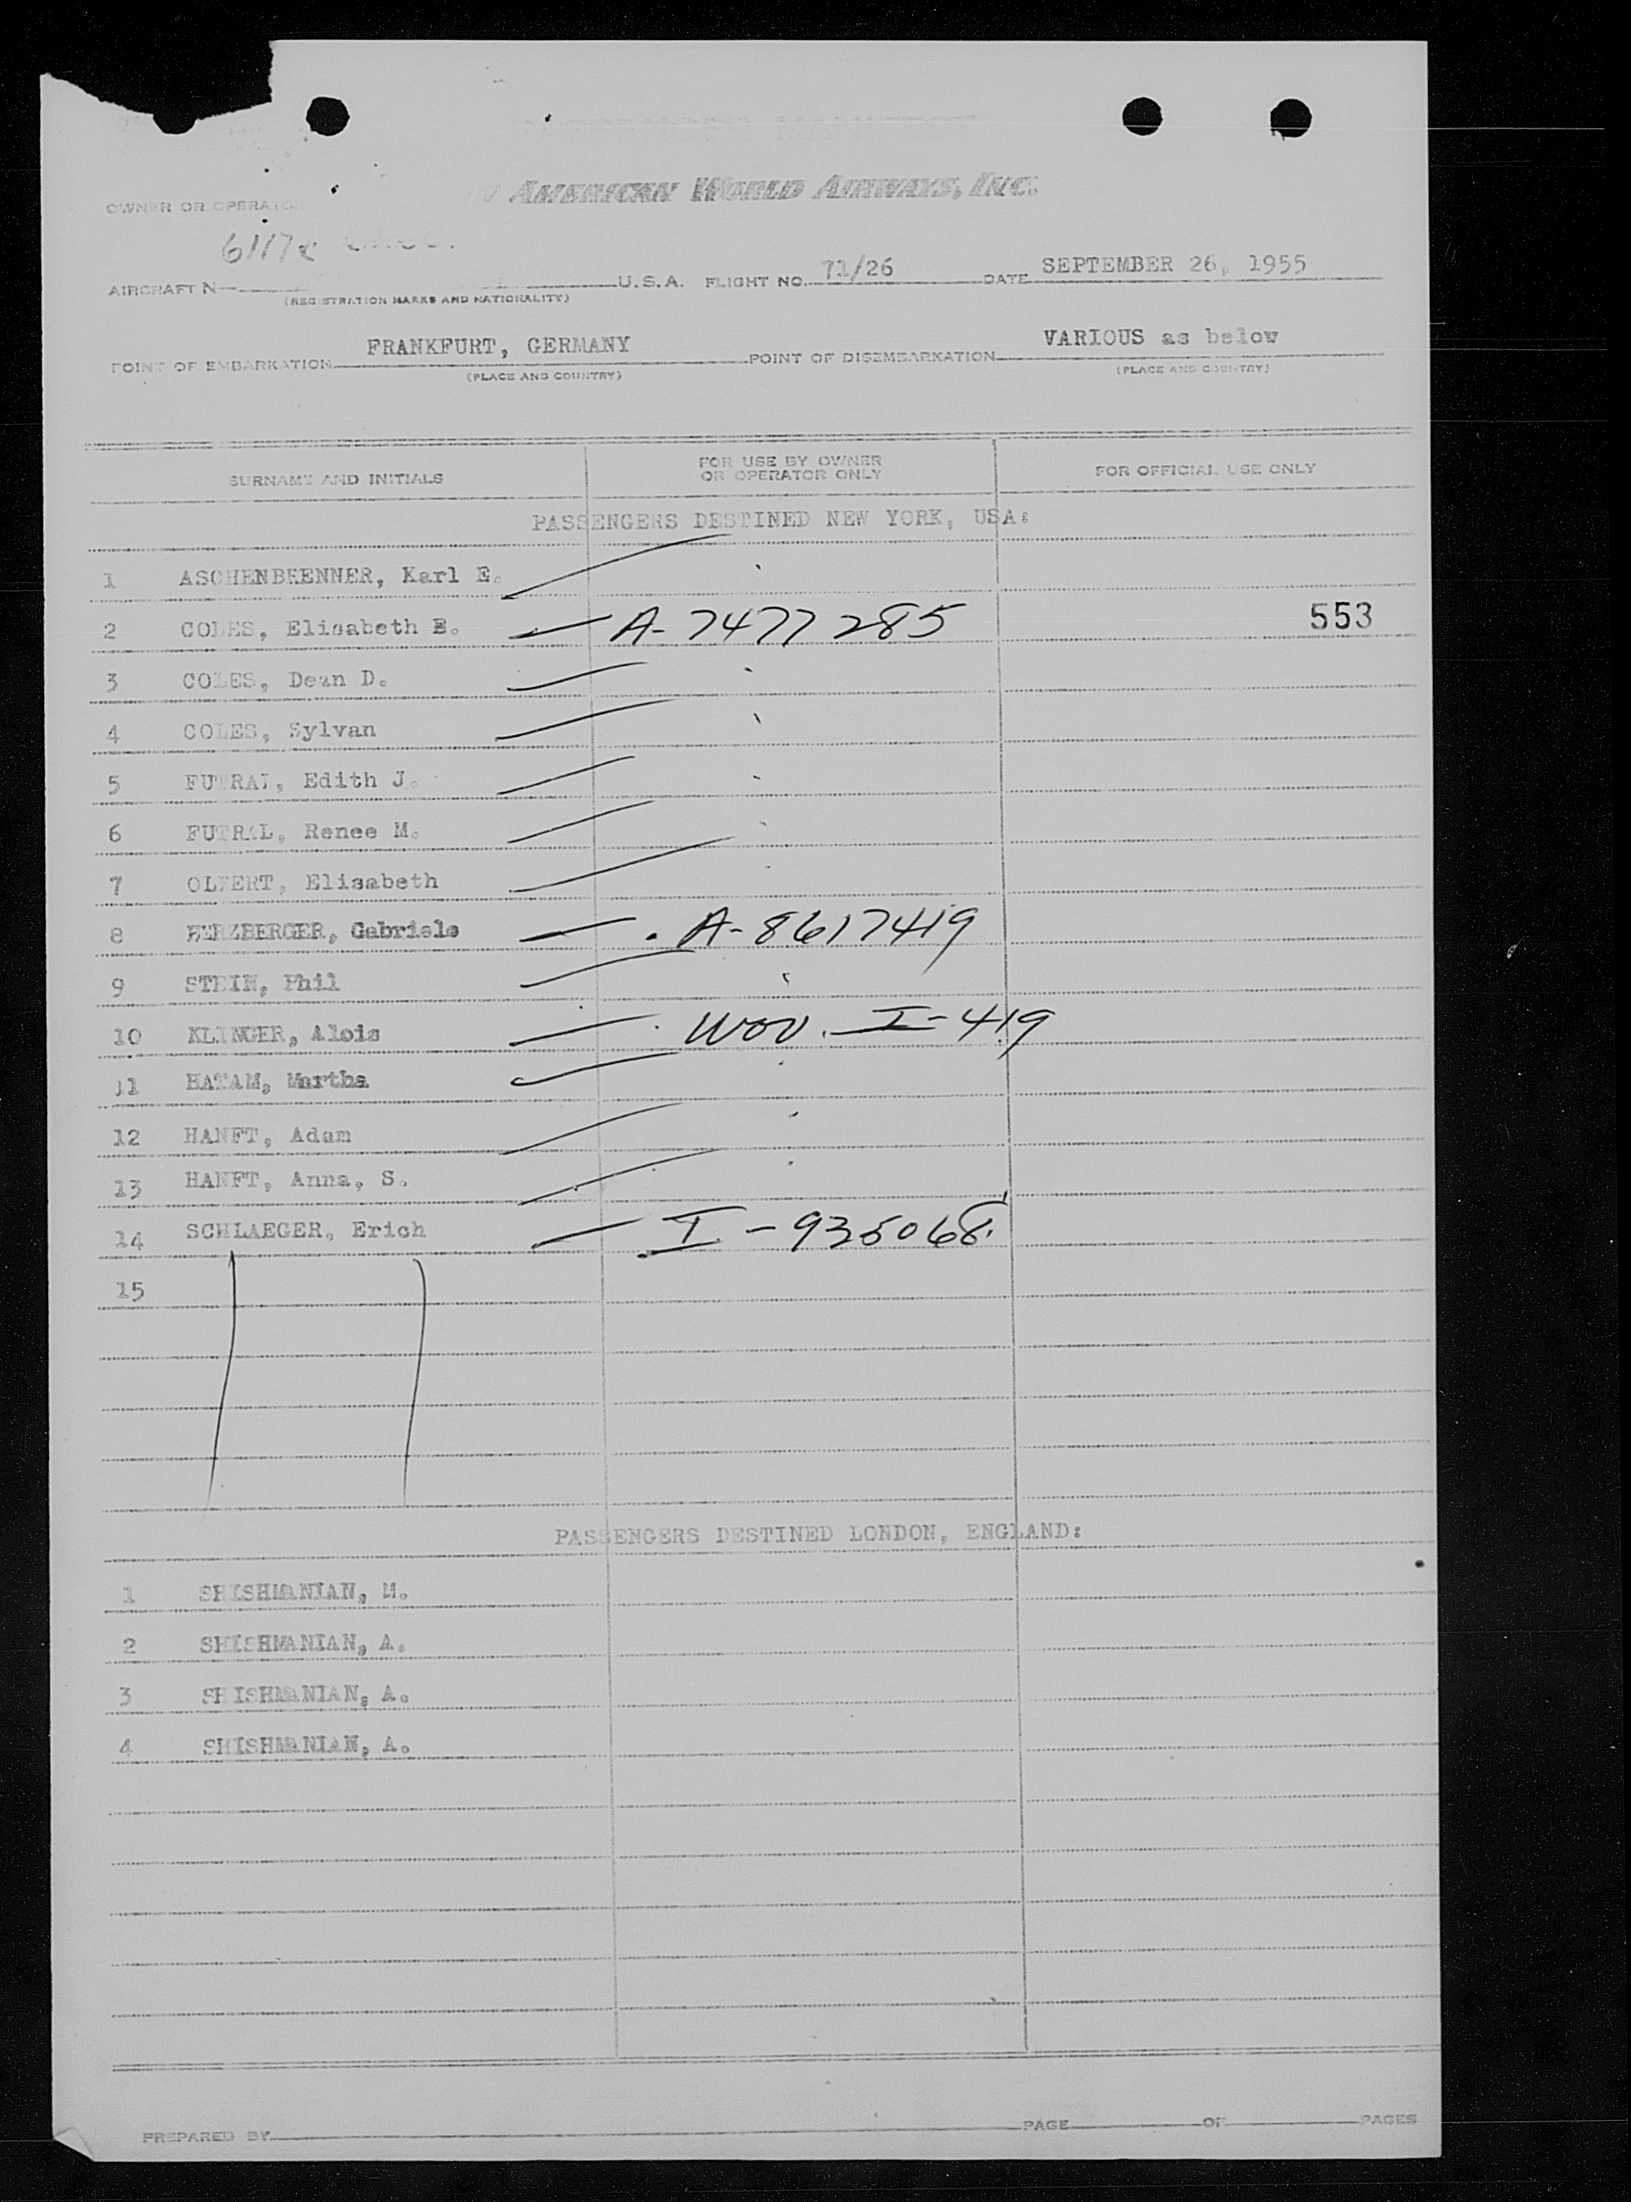 AMERICAN WORLD AIRWAYS, INC.
OWNER OR OPERATOR
6117c
AIRCRAFT N U.S.A. FLIGHT NO. 71/26 DATE SEPTEMBER 26, 1955
(REGISTRATION MARKS AND NATIONALITY)
POINT OF EMBARKATION FRANKFURT, GERMANY POINT OF DISEMBARKATION VARIOUS as below
(PLACE AND COUNTRY) (PLACE AND COUNTRY)
SURNAME AND INITIALS FOR USE BY OWNER OR OPERATOR ONLY FOR OFFICIAL USE ONLY
PASSENGERS DESTINED NEW YORK, USA:
1 ASCHENBRENNER, Karl E.
2 COLES, Elisabeth E. A-7477285 553
3 COLES, Dean D.
4 COLES, Sylvan
5 FUTRAL, Edith J.
6 FUTRAL, Renee M.
7 OLFERT, Elisabeth
8 HERZBERGER, Gabriele A-8617419
9 STEIN, Phil
10 KLINGER, Alois WOV. I-419
11 HATAM, Martha
12 HANFT, Adam
13 HANFT, Anna, S.
14 SCHLAEGER, Erich I-935068
15
PASSENGERS DESTINED LONDON, ENGLAND:
1 SHISHMANIAN, M.
2 SHISHMANIAN, A.
3 SHISHMANIAN, A.
4 SHISHMANIAN, A.
PREPARED BY PAGE OF PAGES